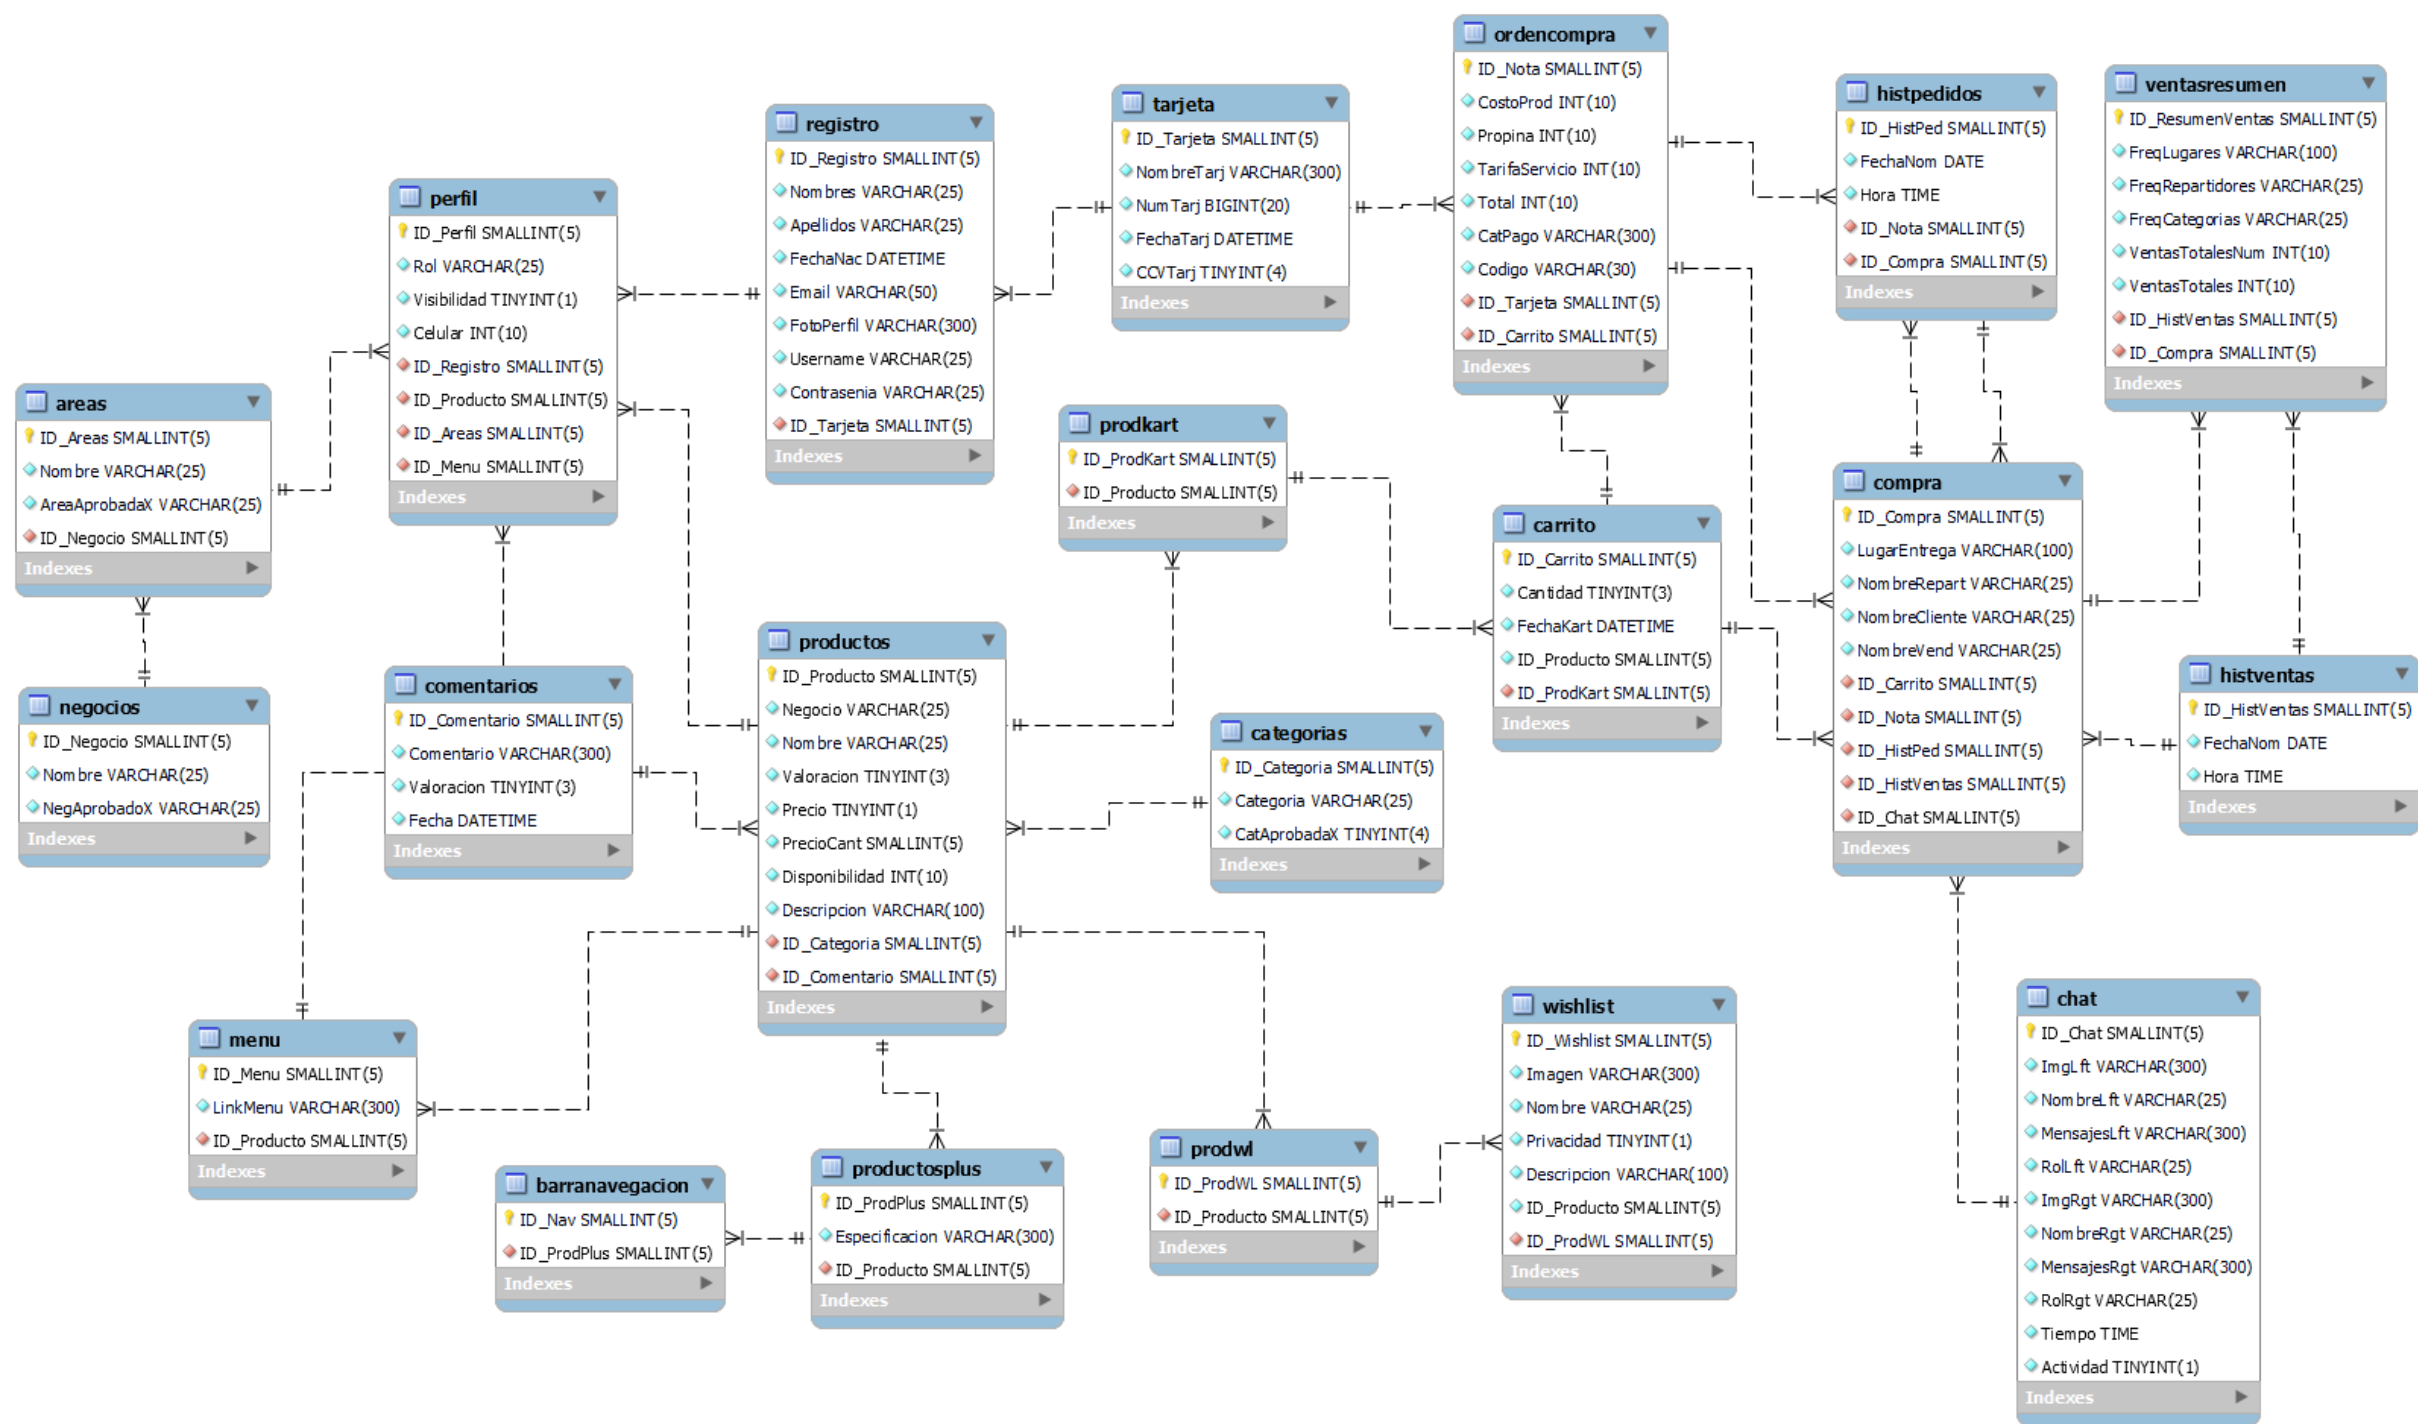 ordencompra
ID_Nota SMALLINT(5)
CostoProd INT(10)
Propina INT(10)
TarifaServicio INT(10)
Total INT(10)
CatPago VARCHAR(300)
Codigo VARCHAR(30)
ID_Tarjeta SMALLINT(5)
ID_Carrito SMALLINT(5)
Indexes
histpedidos
ID_HistPed SMALLINT(5)
FechaNom DATE
Hora TIME
ID_Nota SMALLINT(5)
ID_Compra SMALLINT(5)
Indexes
ventasresumen
ID_ResumenVentas SMALLINT(5)
FreqLugares VARCHAR(100)
FreqRepartidores VARCHAR(25)
FreqCategorias VARCHAR(25)
VentasTotalesNum INT(10)
VentasTotales INT(10)
ID_HistVentas SMALLINT(5)
ID_Compra SMALLINT(5)
Indexes
tarjeta
ID_Tarjeta SMALLINT(5)
NombreTarj VARCHAR(300)
NumTarj BIGINT(20)
FechaTarj DATETIME
CCVTarj TINYINT(4)
Indexes
registro
ID_Registro SMALLINT(5)
Nombres VARCHAR(25)
Apellidos VARCHAR(25)
FechaNac DATETIME
Email VARCHAR(50)
FotoPerfil VARCHAR(300)
Username VARCHAR(25)
Contrasenia VARCHAR(25)
ID_Tarjeta SMALLINT(5)
Indexes
perfil
ID_Perfil SMALLINT(5)
Rol VARCHAR(25)
Visibilidad TINYINT(1)
Celular INT(10)
ID_Registro SMALLINT(5)
ID_Producto SMALLINT(5)
ID_Areas SMALLINT(5)
ID_Menu SMALLINT(5)
Indexes
areas
ID_Areas SMALLINT(5)
Nombre VARCHAR(25)
AreaAprobadaX VARCHAR(25)
ID_Negocio SMALLINT(5)
Indexes
prodkart
ID_ProdKart SMALLINT(5)
ID_Producto SMALLINT(5)
Indexes
carrito
ID_Carrito SMALLINT(5)
Cantidad TINYINT(3)
FechaKart DATETIME
ID_Producto SMALLINT(5)
ID_ProdKart SMALLINT(5)
Indexes
compra
ID_Compra SMALLINT(5)
LugarEntrega VARCHAR(100)
NombreRepart VARCHAR(25)
NombreCliente VARCHAR(25)
NombreVend VARCHAR(25)
ID_Carrito SMALLINT(5)
ID_Nota SMALLINT(5)
ID_HistPed SMALLINT(5)
ID_HistVentas SMALLINT(5)
ID_Chat SMALLINT(5)
Indexes
histventas
ID_HistVentas SMALLINT(5)
FechaNom DATE
Hora TIME
Indexes
negocios
ID_Negocio SMALLINT(5)
Nombre VARCHAR(25)
NegAprobadoX VARCHAR(25)
Indexes
comentarios
ID_Comentario SMALLINT(5)
Comentario VARCHAR(300)
Valoracion TINYINT(3)
Fecha DATETIME
Indexes
productos
ID_Producto SMALLINT(5)
Negocio VARCHAR(25)
Nombre VARCHAR(25)
Valoracion TINYINT(3)
Precio TINYINT(1)
PrecioCant SMALLINT(5)
Disponibilidad INT(10)
Descripcion VARCHAR(100)
ID_Categoria SMALLINT(5)
ID_Comentario SMALLINT(5)
Indexes
categorias
ID_Categoria SMALLINT(5)
Categoria VARCHAR(25)
CatAprobadaX TINYINT(4)
Indexes
menu
ID_Menu SMALLINT(5)
LinkMenu VARCHAR(300)
ID_Producto SMALLINT(5)
Indexes
barranavegacion
ID_Nav SMALLINT(5)
ID_ProdPlus SMALLINT(5)
Indexes
productosplus
ID_ProdPlus SMALLINT(5)
Especificacion VARCHAR(300)
ID_Producto SMALLINT(5)
Indexes
prodwl
ID_ProdWL SMALLINT(5)
ID_Producto SMALLINT(5)
Indexes
wishlist
ID_Wishlist SMALLINT(5)
Imagen VARCHAR(300)
Nombre VARCHAR(25)
Privacidad TINYINT(1)
Descripcion VARCHAR(100)
ID_Producto SMALLINT(5)
ID_ProdWL SMALLINT(5)
Indexes
chat
ID_Chat SMALLINT(5)
ImgLft VARCHAR(300)
NombreLft VARCHAR(25)
MensajesLft VARCHAR(300)
RolLft VARCHAR(25)
ImgRgt VARCHAR(300)
NombreRgt VARCHAR(25)
MensajesRgt VARCHAR(300)
RolRgt VARCHAR(25)
Tiempo TIME
Actividad TINYINT(1)
Indexes